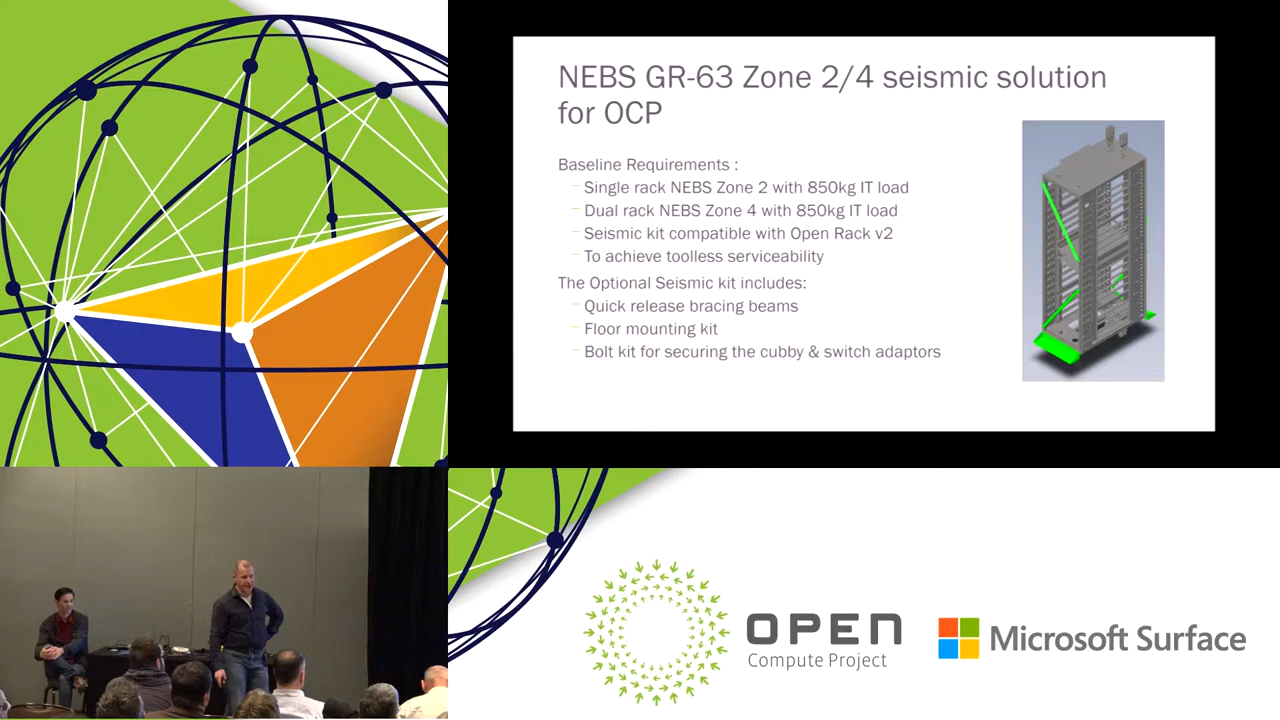 NEBS GR-63 Zone 2/4 seismic solution
for OCP
Baseline Requirements :
– Single rack NEBS Zone 2 with 850kg IT load
– Dual rack NEBS Zone 4 with 850kg IT load
– Seismic kit compatible with Open Rack v2
– To achieve toolless serviceability
The Optional Seismic kit includes:
– Quick release bracing beams
– Floor mounting kit
– Bolt kit for securing the cubby & switch adaptors
OPEN
Compute Project
Microsoft Surface